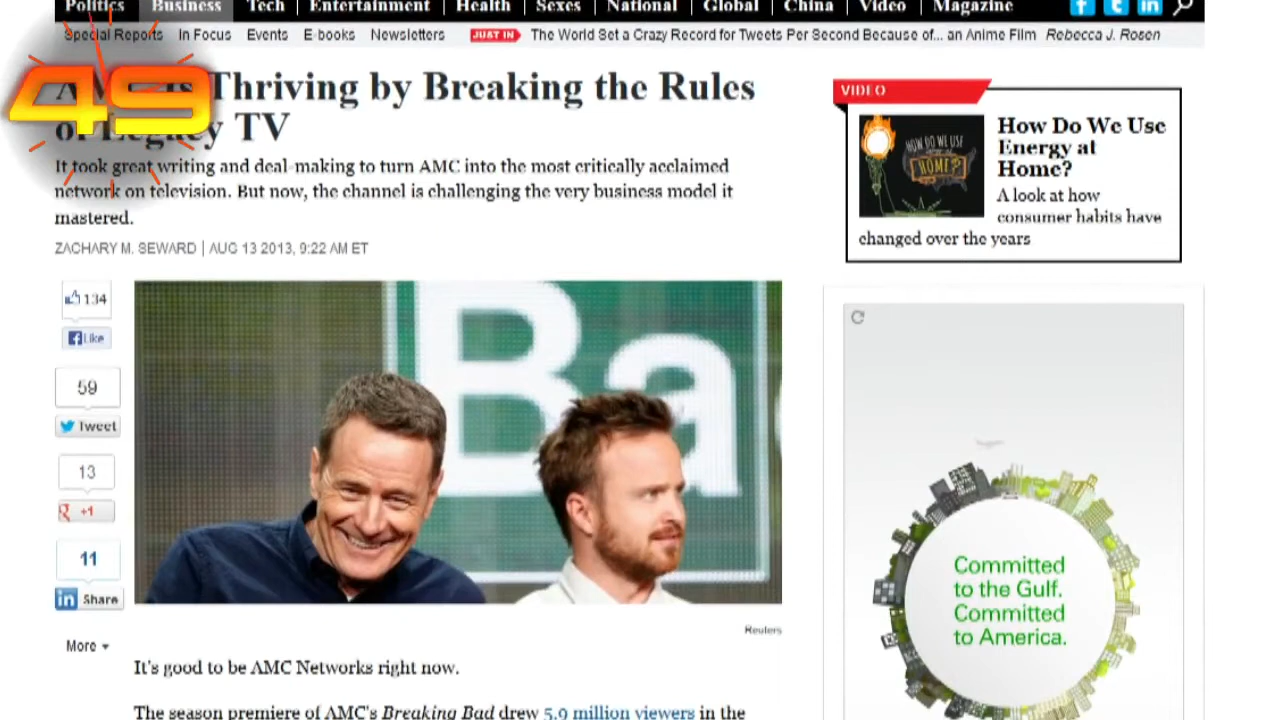 Politics Business Tech Entertainment Health Sexes National Global China Video Magazine
Special Reports In Focus Events E-books Newsletters JUST IN The World Set a Crazy Record for Tweets Per Second Because of... an Anime Film Rebecca J. Rosen
49
Thriving by Breaking the Rules
of Legacy TV
It took great writing and deal-making to turn AMC into the most critically acclaimed
network on television. But now, the channel is challenging the very business model it
mastered.
ZACHARY M. SEWARD | AUG 13 2013, 9:22 AM ET
134
Like
59
Tweet
13
+1
11
in Share
More
Ba
Reuters
It's good to be AMC Networks right now.
The season premiere of AMC's Breaking Bad drew 5.9 million viewers in the
VIDEO
HOW DO WE USE
ENERGY AT
HOME?
How Do We Use
Energy at
Home?
A look at how
consumer habits have
changed over the years
Committed
to the Gulf.
Committed
to America.